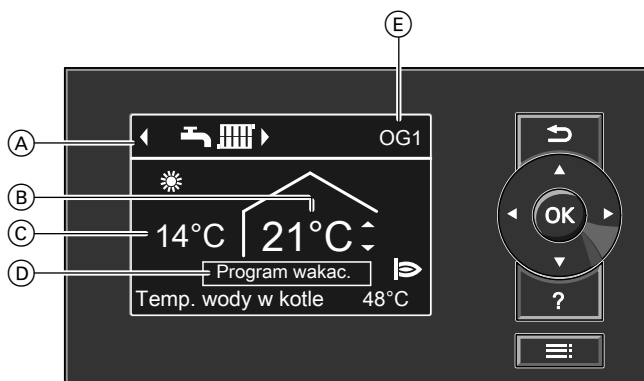 E
A
OG1
B
C
14°C
21°C
OK
D
Program wakac.
Temp. wody w kotle 48°C
?